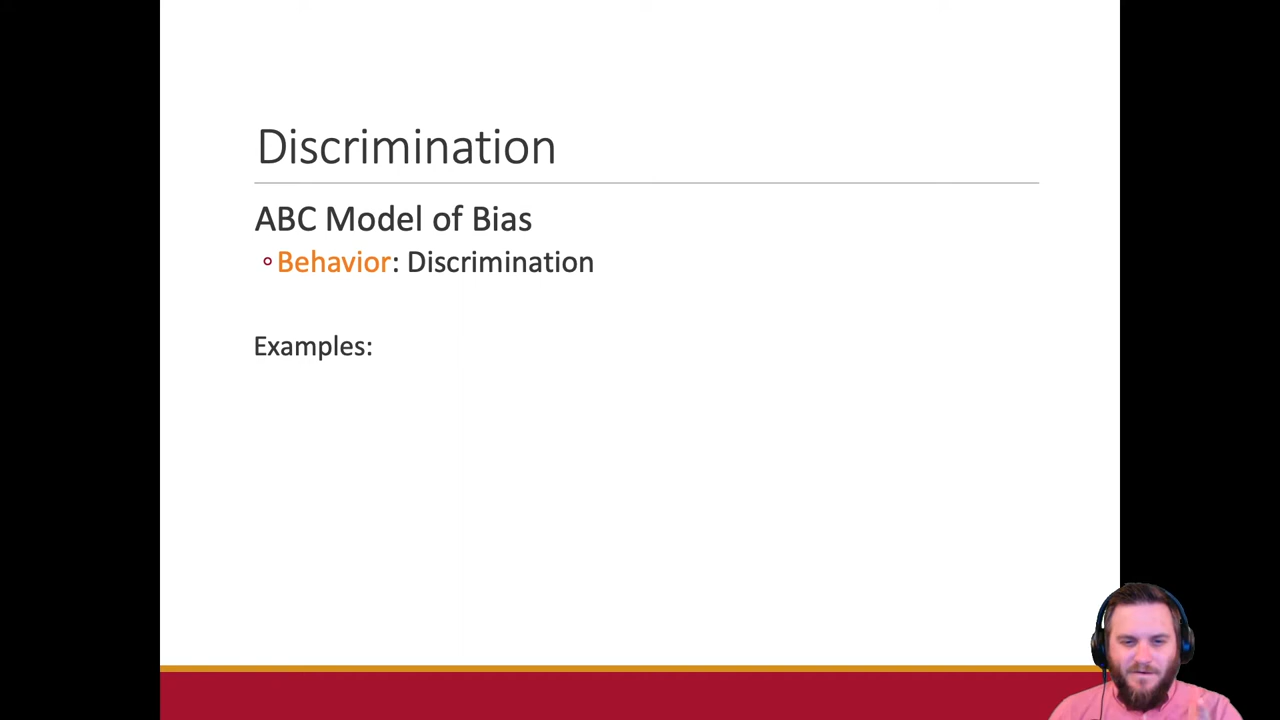 Discrimination
ABC Model of Bias
Behavior: Discrimination
Examples: